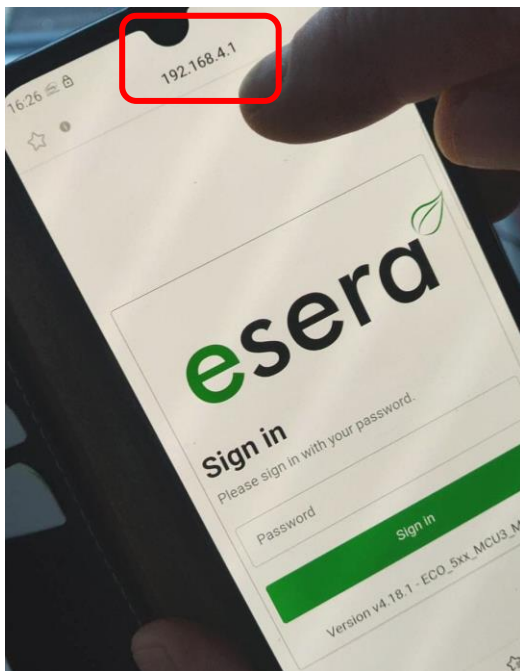 16:26
192.168.4.1
esera
Sign in
Please sign in with your password.
Password
Sign in
Version v4.18.1 - ECO_5xx_MCU3_M